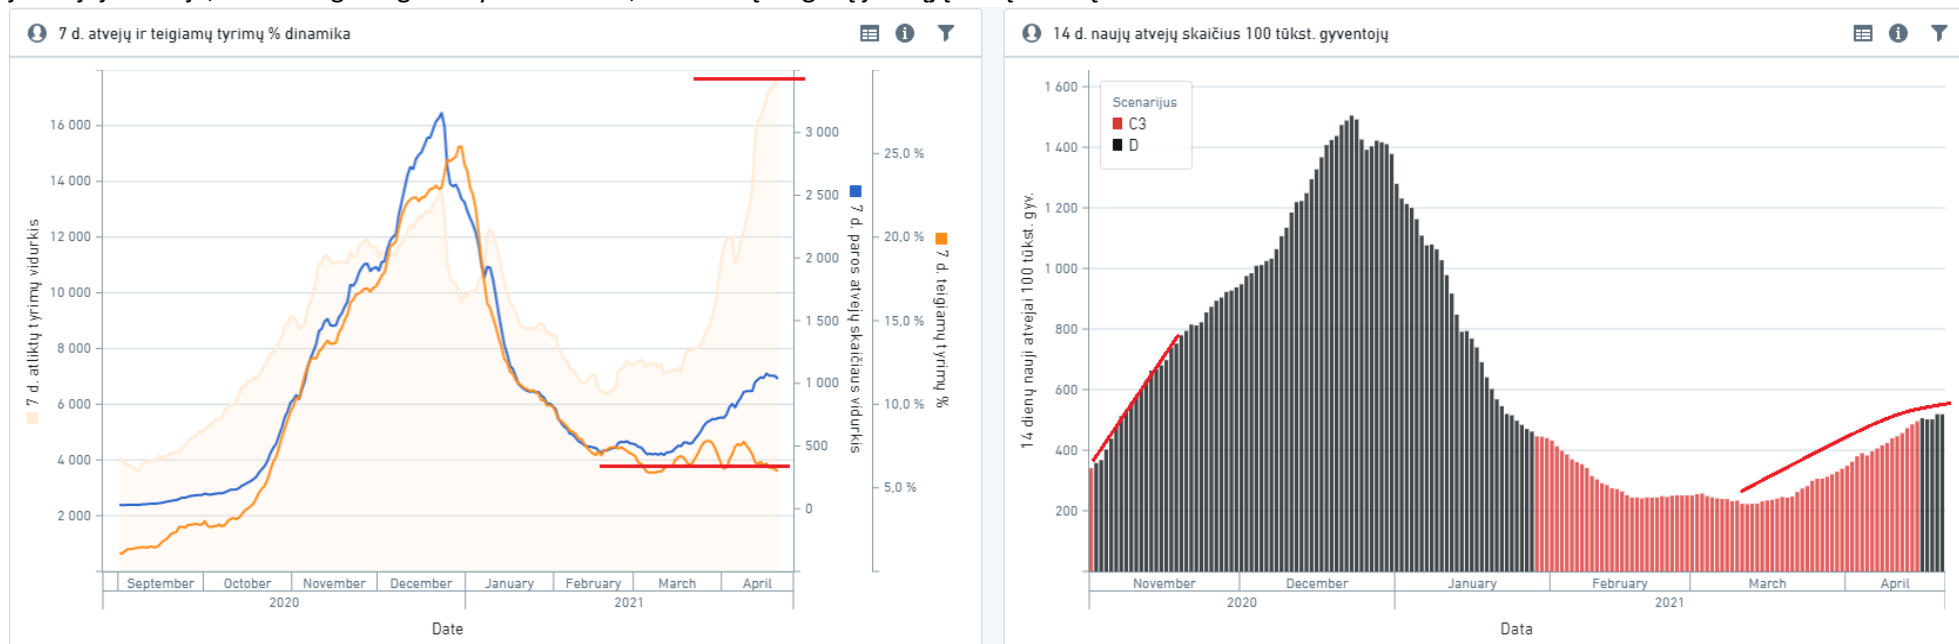 7 d. atvejų ir teigiamų tyrimų % dinamika
16 000
14 000
12 000
10 000
8 000
6 000
4 000
2 000
7 d. atliktų tyrimų vidurkis
3 000
2 500
2 000
1 500
1 000
500
0
7 d. paros atvejų skaičiaus vidurkis
25,0 %
20,0 %
15,0 %
10,0 %
5,0 %
7 d. teigiamų tyrimų %
September October November December January February March April
2020 2021
Date
14 d. naujų atvejų skaičius 100 tūkst. gyventojų
Scenarijus
C3
D
1 600
1 400
1 200
1 000
800
600
400
200
14 dienų nauji atvejai 100 tūkst. gyv.
November December January February March April
2020 2021
Data